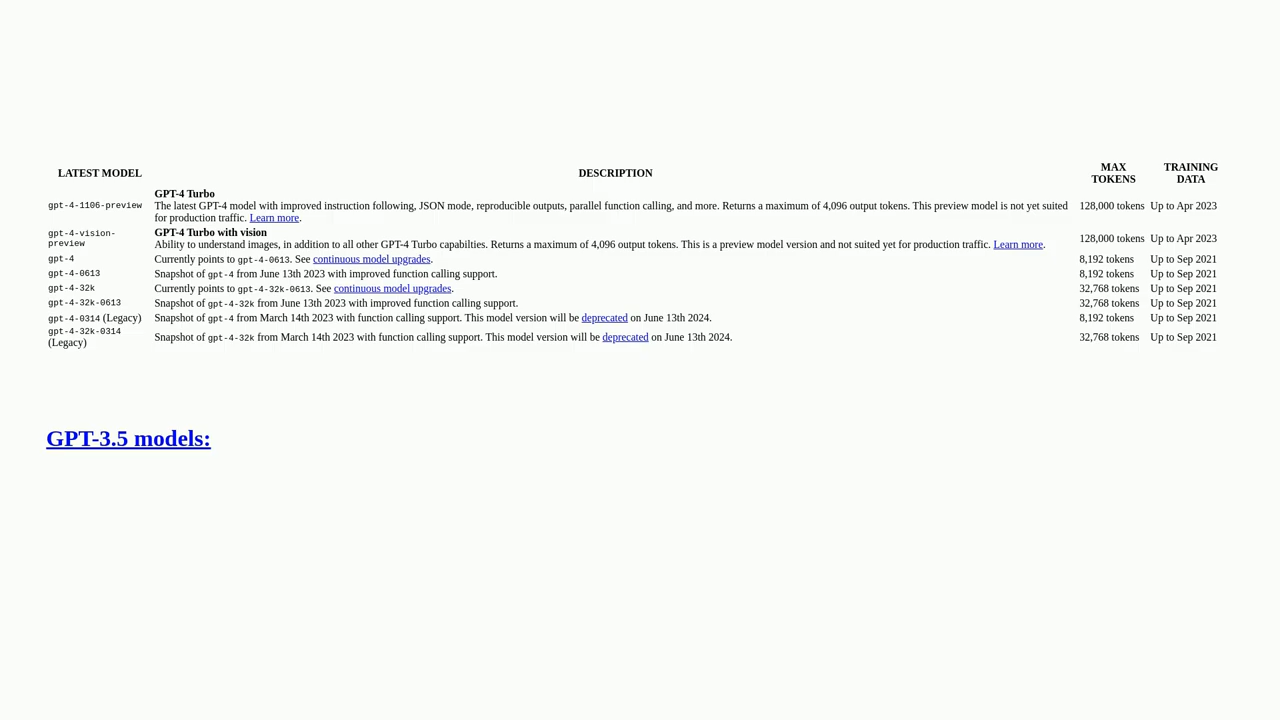 LATEST MODEL DESCRIPTION MAX TOKENS TRAINING DATA
GPT-4 Turbo
gpt-4-1106-preview The latest GPT-4 model with improved instruction following, JSON mode, reproducible outputs, parallel function calling, and more. Returns a maximum of 4,096 output tokens. This preview model is not yet suited 128,000 tokens Up to Apr 2023
for production traffic. Learn more.
gpt-4-vision-preview GPT-4 Turbo with vision
Ability to understand images, in addition to all other GPT-4 Turbo capabilties. Returns a maximum of 4,096 output tokens. This is a preview model version and not suited yet for production traffic. Learn more. 128,000 tokens Up to Apr 2023
gpt-4 Currently points to gpt-4-0613. See continuous model upgrades. 8,192 tokens Up to Sep 2021
gpt-4-0613 Snapshot of gpt-4 from June 13th 2023 with improved function calling support. 8,192 tokens Up to Sep 2021
gpt-4-32k Currently points to gpt-4-32k-0613. See continuous model upgrades. 32,768 tokens Up to Sep 2021
gpt-4-32k-0613 Snapshot of gpt-4-32k from June 13th 2023 with improved function calling support. 32,768 tokens Up to Sep 2021
gpt-4-0314 (Legacy) Snapshot of gpt-4 from March 14th 2023 with function calling support. This model version will be deprecated on June 13th 2024. 8,192 tokens Up to Sep 2021
gpt-4-32k-0314 (Legacy) Snapshot of gpt-4-32k from March 14th 2023 with function calling support. This model version will be deprecated on June 13th 2024. 32,768 tokens Up to Sep 2021
GPT-3.5 models: